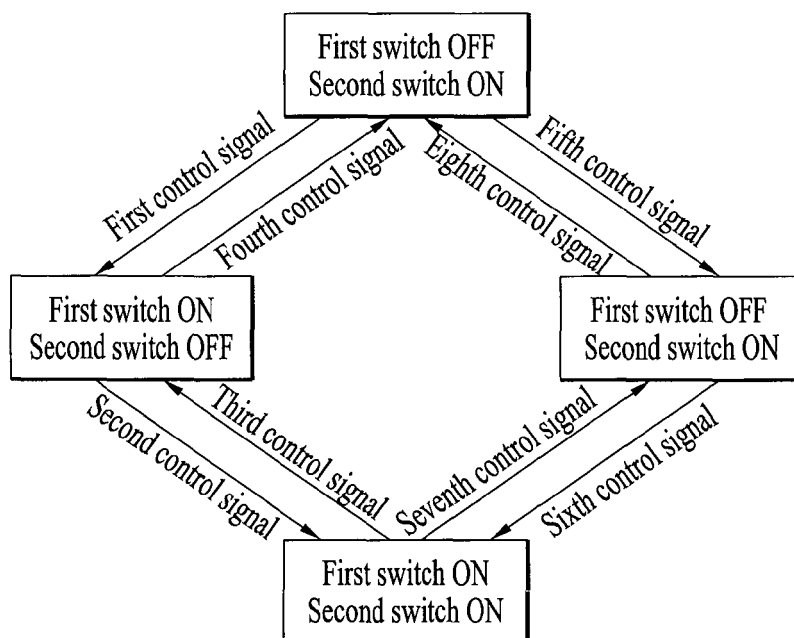 First switch OFF
Second switch ON
First control signal
Fourth control signal
Eighth control signal
Fifth control signal
First switch ON
Second switch OFF
First switch OFF
Second switch ON
Second control signal
Third control signal
Seventh control signal
Sixth control signal
First switch ON
Second switch ON